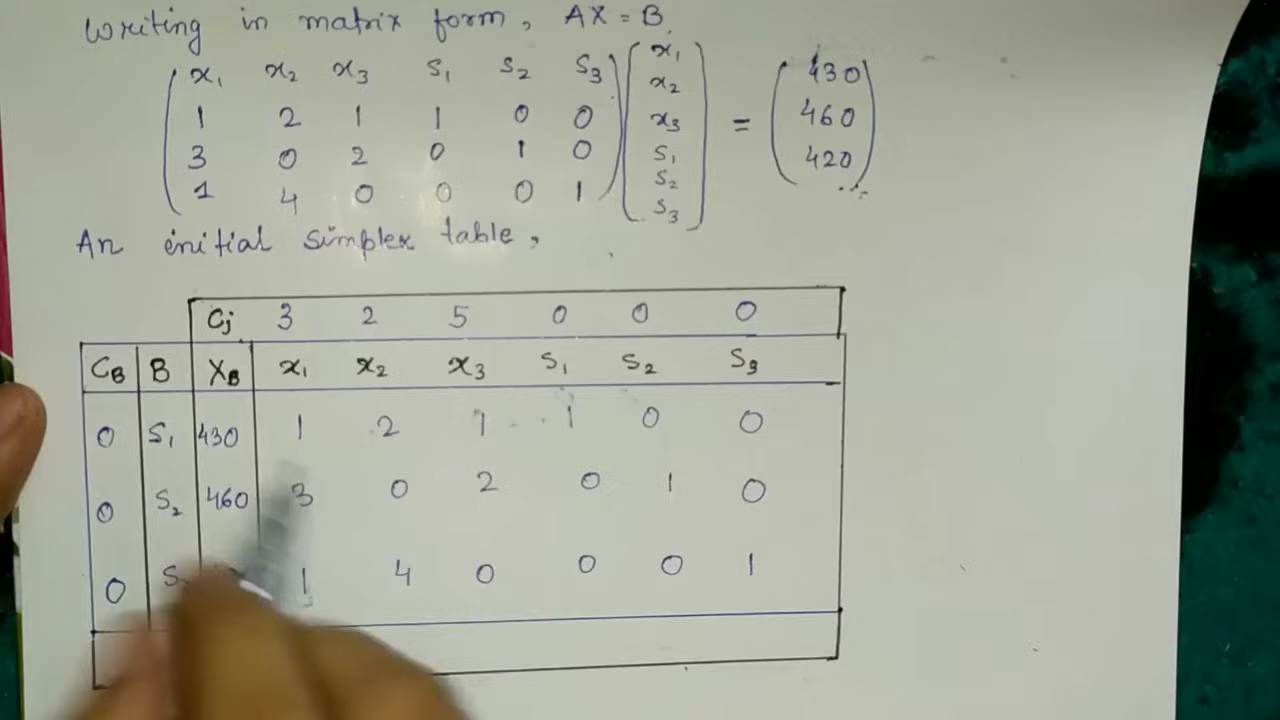 Writing in matrix form, AX = B
x₁ x₂ x₃ S₁ S₂ S₃ x₁ 430
1 2 1 1 0 0 x₂ 460
3 0 2 0 1 0 x₃ = 420
1 4 0 0 0 1 S₁
S₂
S₃
An initial simplex table,
Cj 3 2 5 0 0 0
CB B XB x₁ x₂ x₃ S₁ S₂ S₃
0 S₁ 430 1 2 1 1 0 0
0 S₂ 460 3 0 2 0 1 0
0 S 1 4 0 0 0 1